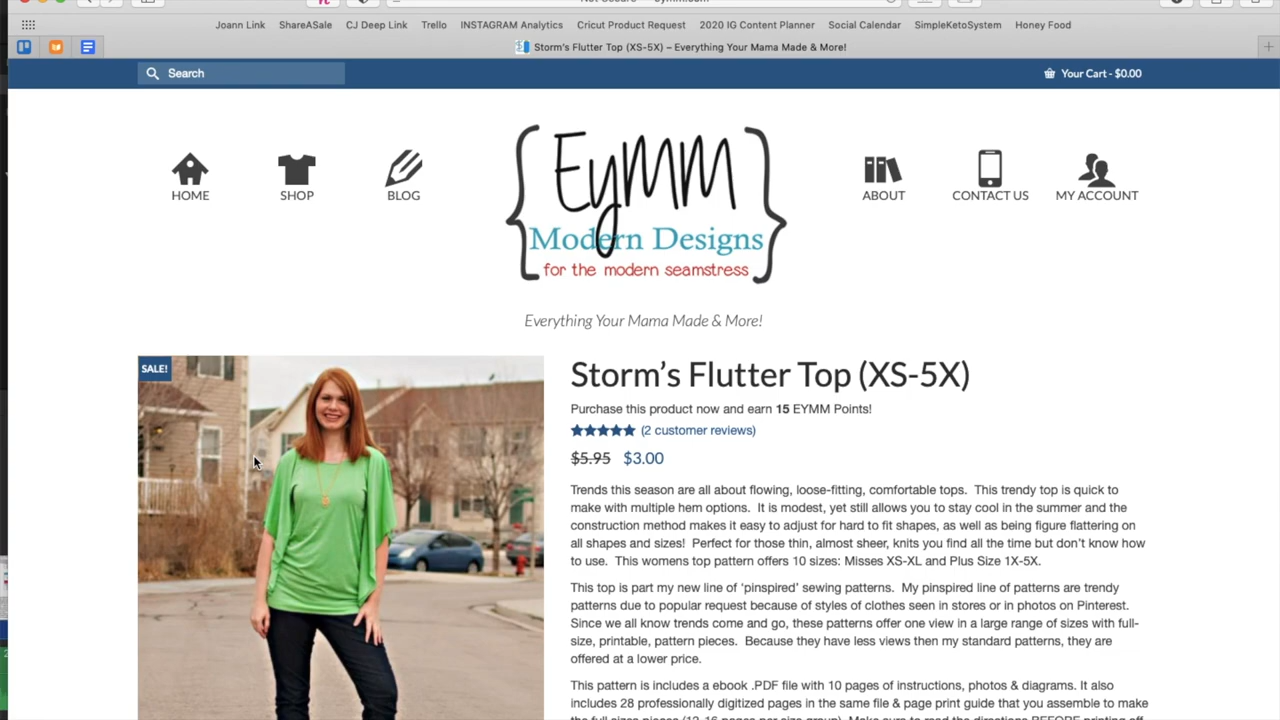 Joann Link ShareASale CJ Deep Link Trello INSTAGRAM Analytics Cricut Product Request 2020 IG Content Planner Social Calendar SimpleKetoSystem Honey Food
Storm's Flutter Top (XS-5X) – Everything Your Mama Made & More!
Search
Your Cart - $0.00
HOME
SHOP
BLOG
EYMM
Modern Designs
for the modern seamstress
ABOUT
CONTACT US
MY ACCOUNT
Everything Your Mama Made & More!
SALE!
Storm's Flutter Top (XS-5X)
Purchase this product now and earn 15 EYMM Points!
(2 customer reviews)
$5.95 $3.00
Trends this season are all about flowing, loose-fitting, comfortable tops. This trendy top is quick to
make with multiple hem options. It is modest, yet still allows you to stay cool in the summer and the
construction method makes it easy to adjust for hard to fit shapes, as well as being figure flattering on
all shapes and sizes! Perfect for those thin, almost sheer, knits you find all the time but don't know how
to use. This womens top pattern offers 10 sizes: Misses XS-XL and Plus Size 1X-5X.
This top is part my new line of 'pinspired' sewing patterns. My pinspired line of patterns are trendy
patterns due to popular request because of styles of clothes seen in stores or in photos on Pinterest.
Since we all know trends come and go, these patterns offer one view in a large range of sizes with full-
size, printable, pattern pieces. Because they have less views then my standard patterns, they are
offered at a lower price.
This pattern is includes a ebook .PDF file with 10 pages of instructions, photos & diagrams. It also
includes 28 professionally digitized pages in the same file & page print guide that you assemble to make